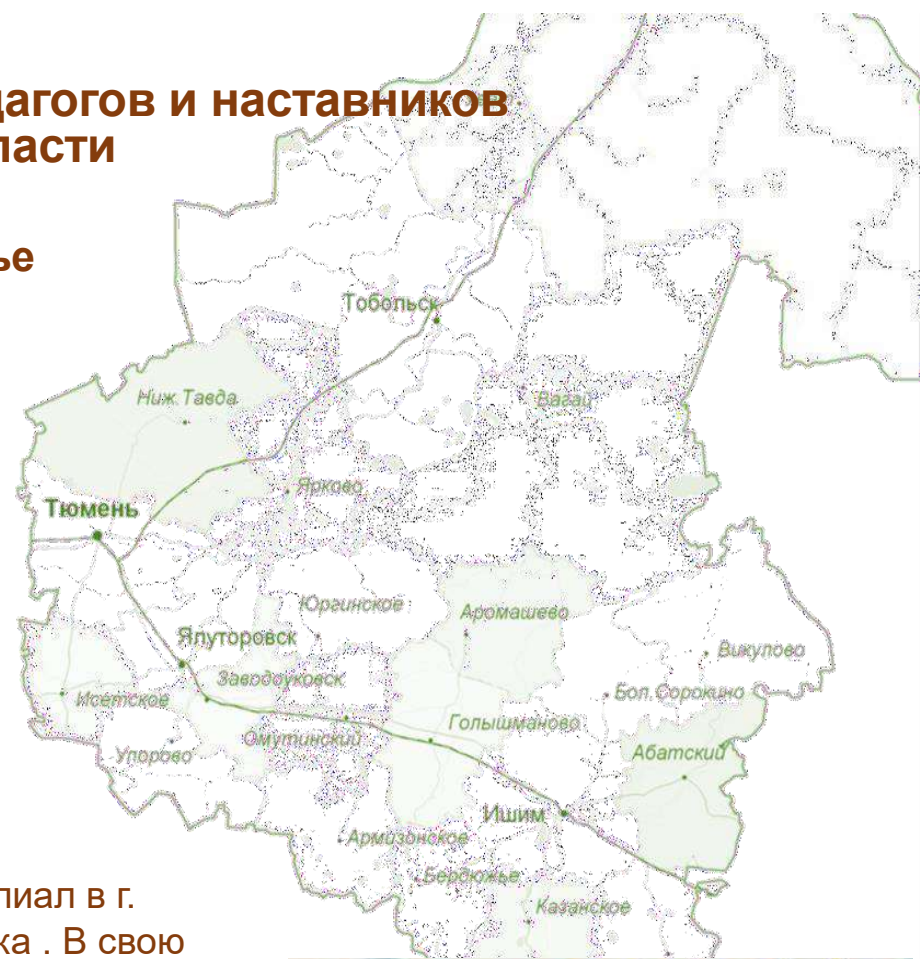 дагогов и наставников
ласти
ье
Тобольск
Ниж.Тавда
Вагай
Ярково
Тюмень
Юргинское
Аромашево
Ялуторовск
Викулово
Заводоуковск
Исетское
Бол.Сорокино
Голышманово
Омутинский
Упорово
Абатский
Ишим
Армизонское
Бердюжье
Казанское
лиал в г.
ка . В свою